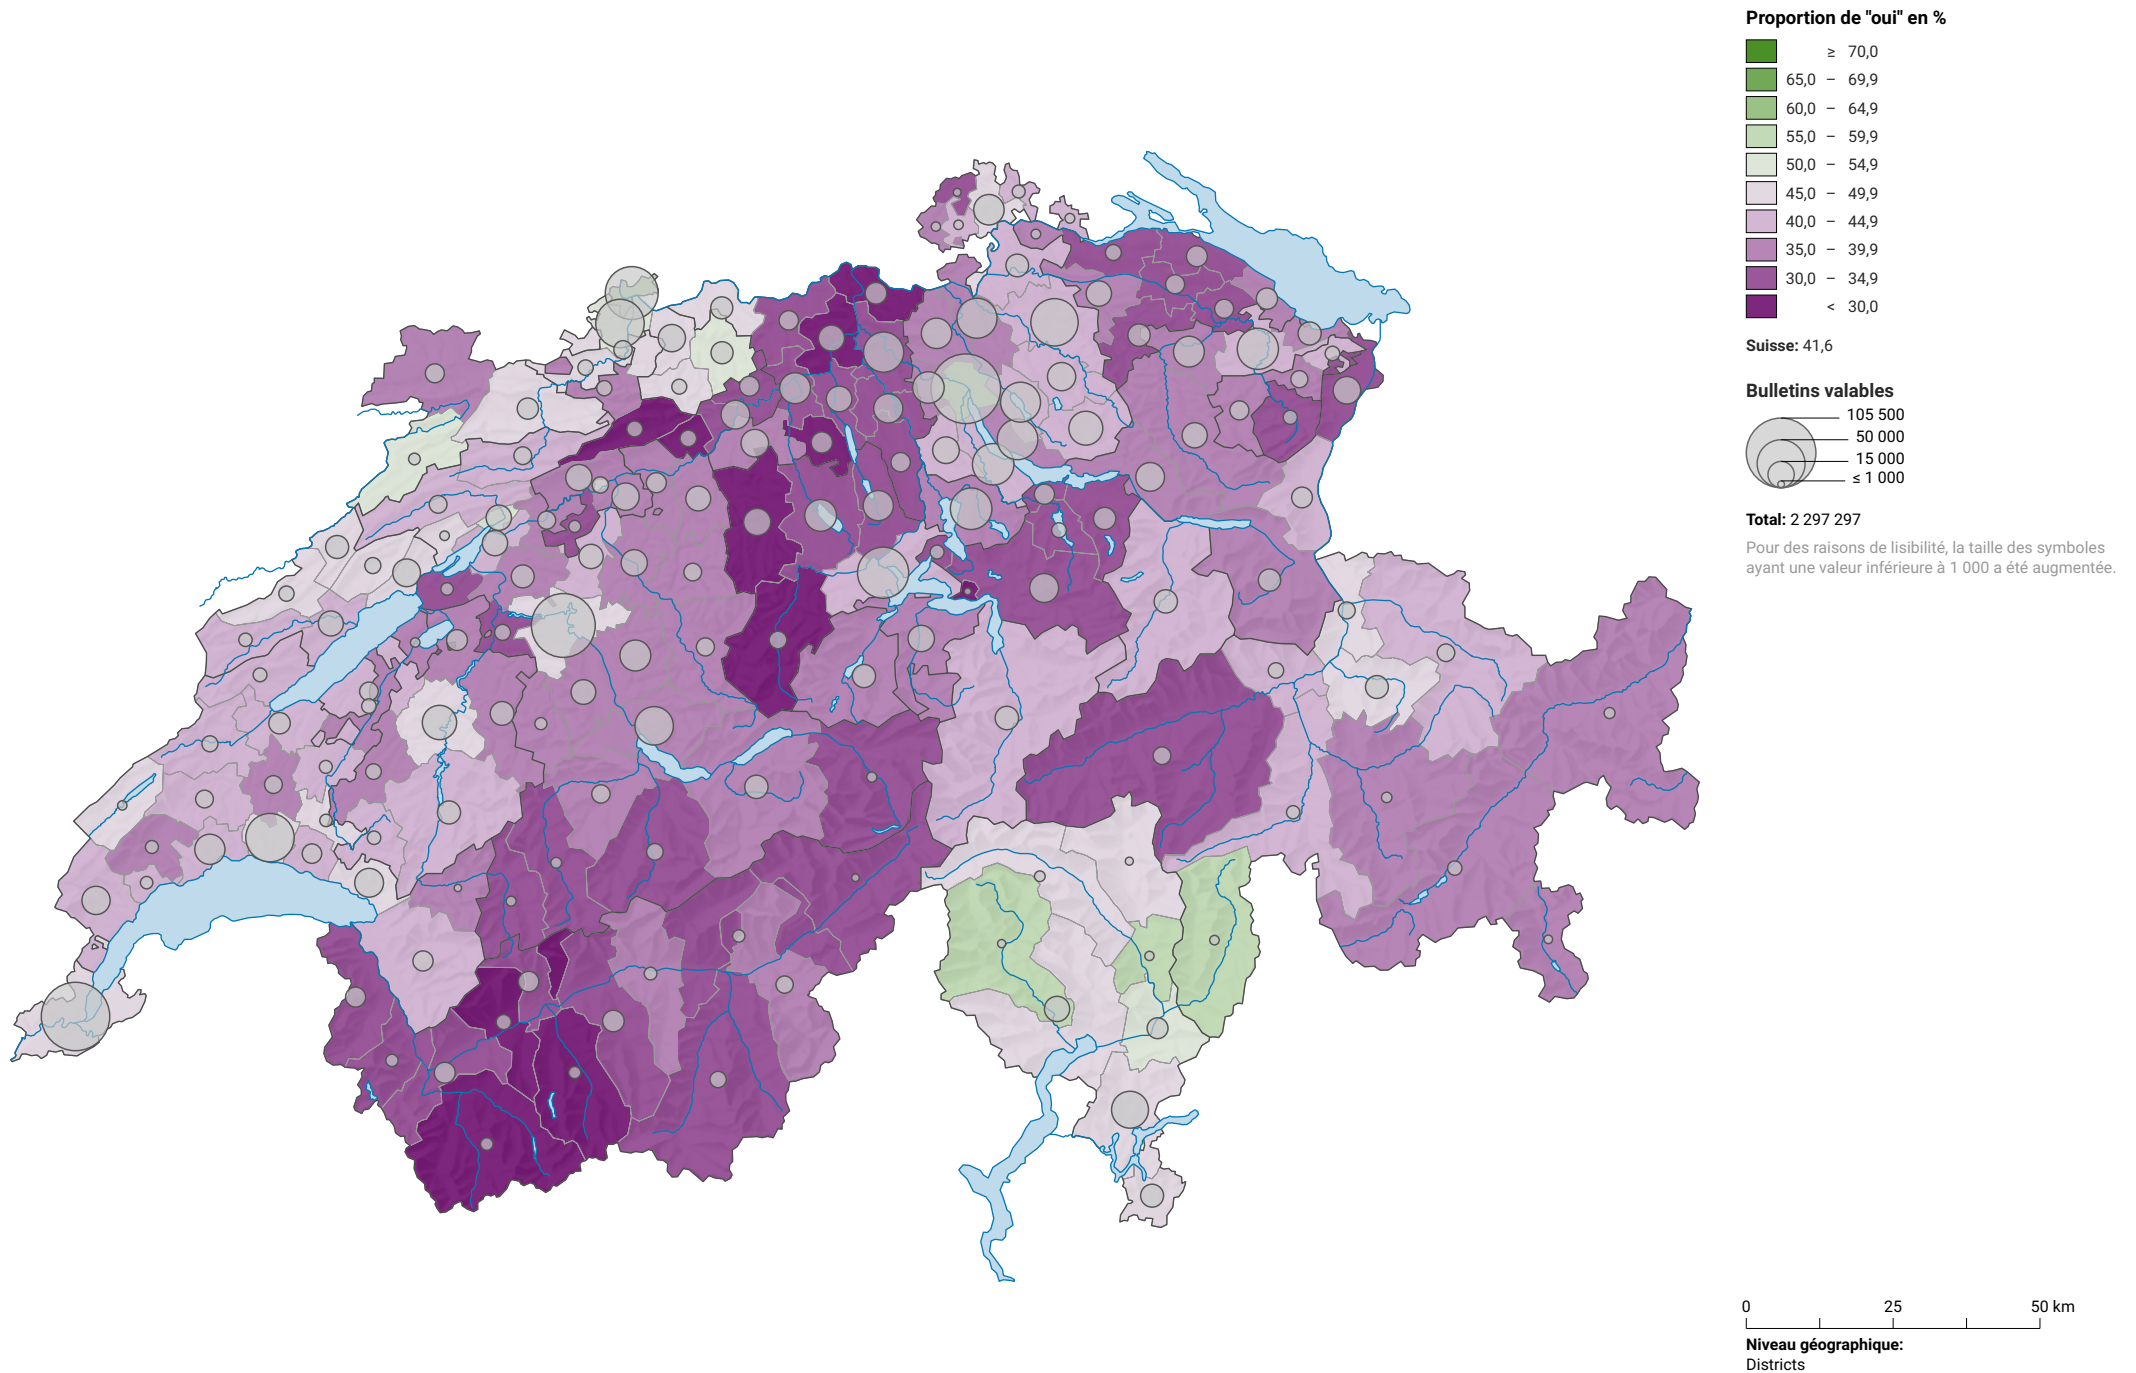 Proportion de "oui" en %
≥ 70,0
65,0 – 69,9
60,0 – 64,9
55,0 – 59,9
50,0 – 54,9
45,0 – 49,9
40,0 – 44,9
35,0 – 39,9
30,0 – 34,9
< 30,0
Suisse: 41,6
Bulletins valables
105 500
50 000
15 000
≤ 1 000
Total: 2 297 297
Pour des raisons de lisibilité, la taille des symboles
ayant une valeur inférieure à 1 000 a été augmentée.
0 25 50 km
Niveau géographique:
Districts